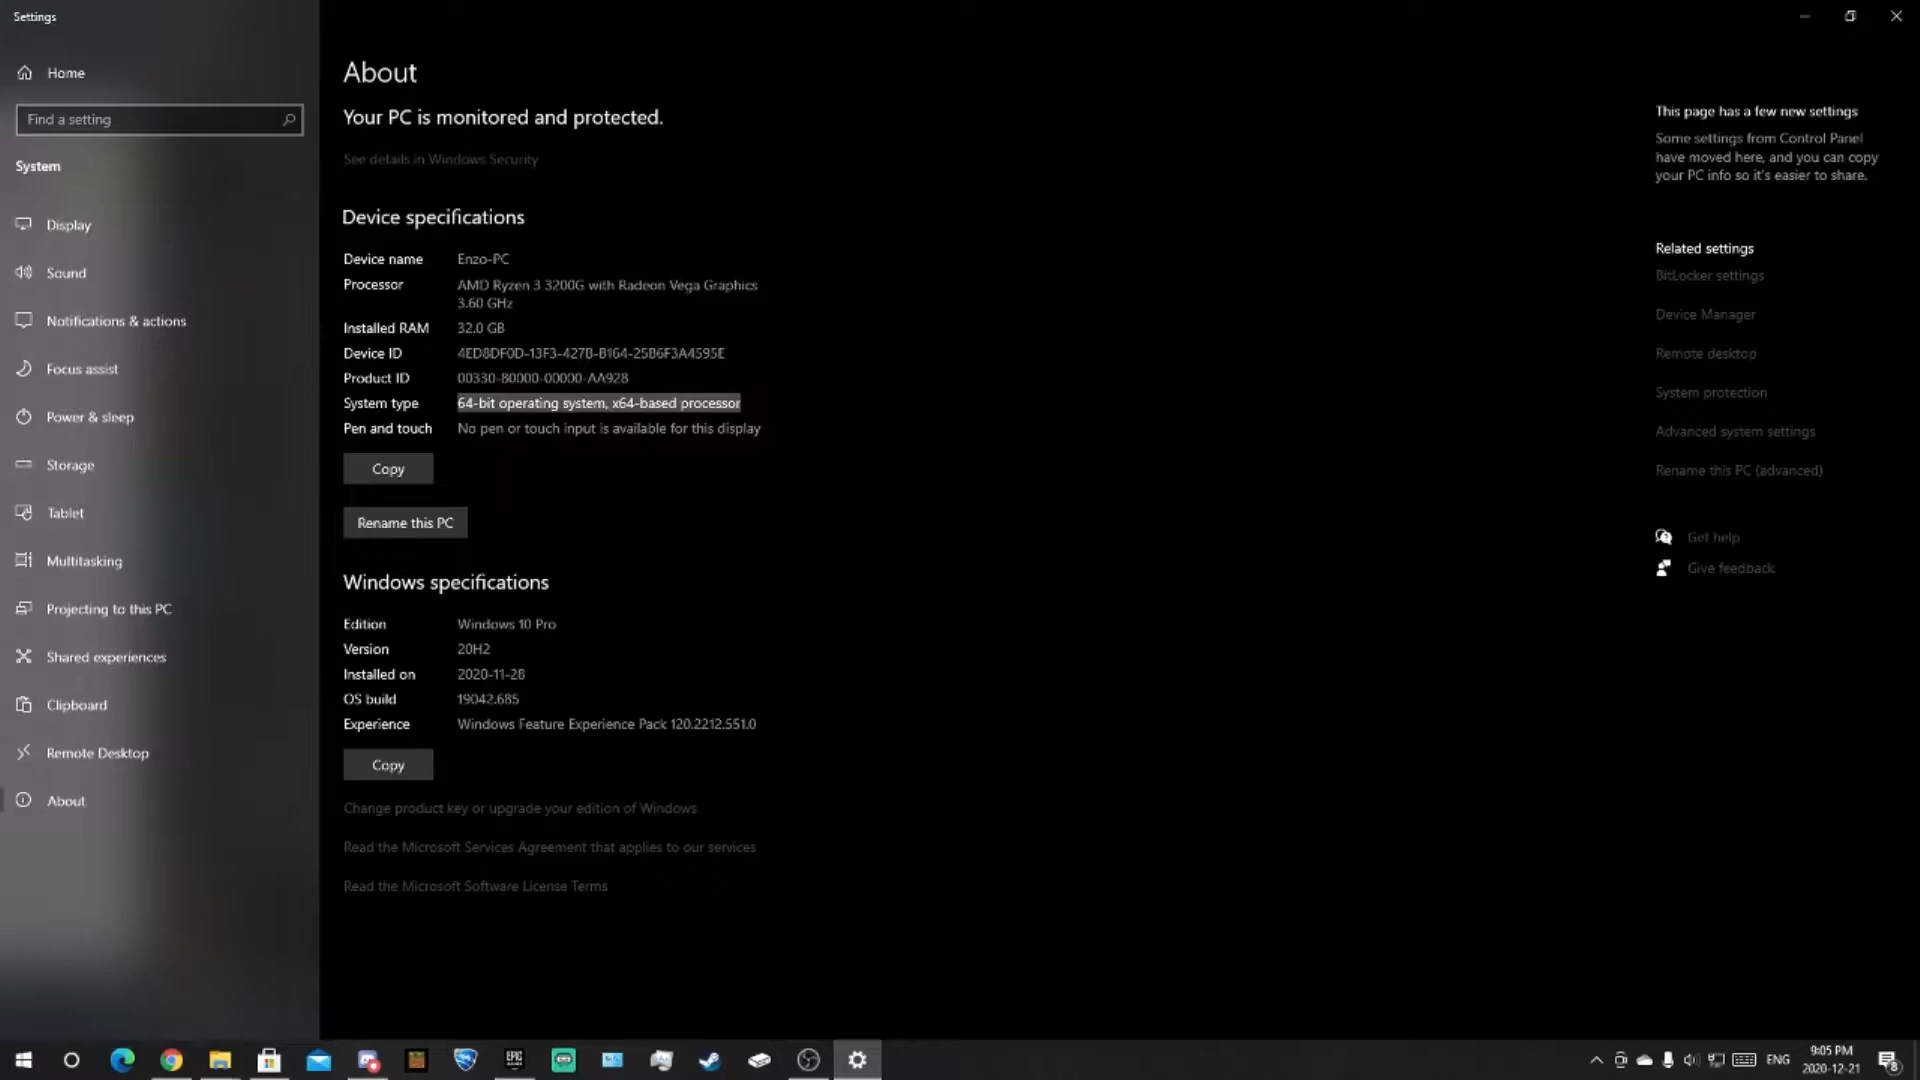 Settings
Home
Find a setting
System
Display
Sound
Notifications & actions
Focus assist
Power & sleep
Storage
Tablet
Multitasking
Projecting to this PC
Shared experiences
Clipboard
Remote Desktop
About
About
Your PC is monitored and protected.
See details in Windows Security
Device specifications
Device name Enzo-PC
Processor AMD Ryzen 3 3200G with Radeon Vega Graphics
3.60 GHz
Installed RAM 32.0 GB
Device ID 4ED8DF0D-13F3-427B-B164-25B6F3A4595E
Product ID 00330-80000-00000-AA928
System type 64-bit operating system, x64-based processor
Pen and touch No pen or touch input is available for this display
Copy
Rename this PC
Windows specifications
Edition Windows 10 Pro
Version 20H2
Installed on 2020-11-28
OS build 19042.685
Experience Windows Feature Experience Pack 120.2212.551.0
Copy
Change product key or upgrade your edition of Windows
Read the Microsoft Services Agreement that applies to our services
Read the Microsoft Software License Terms
This page has a few new settings
Some settings from Control Panel
have moved here, and you can copy
your PC info so it's easier to share.
Related settings
BitLocker settings
Device Manager
Remote desktop
System protection
Advanced system settings
Rename this PC (advanced)
Get help
Give feedback
EPIC
ENG
9:05 PM
2020-12-21
8